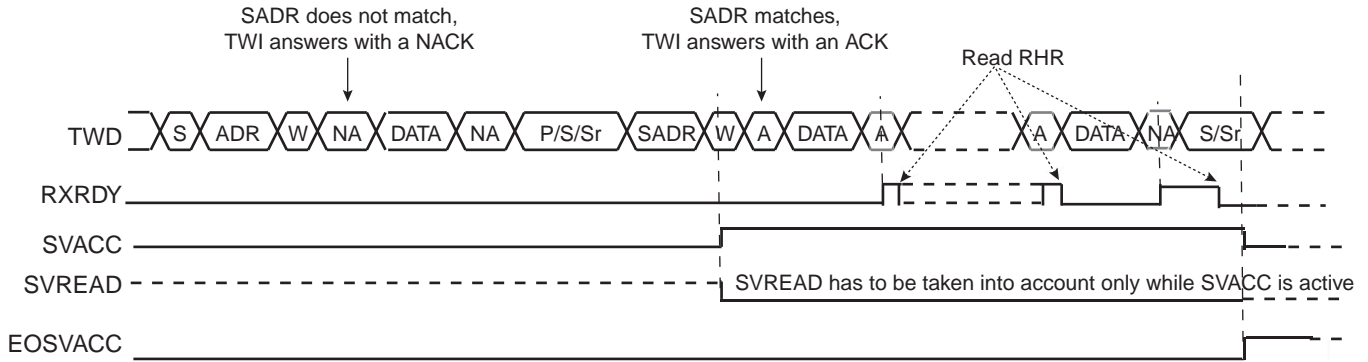 SADR does not match,
TWI answers with a NACK
SADR matches,
TWI answers with an ACK
Read RHR
TWD S ADR W NA DATA NA P/S/Sr SADR W A DATA A A DATA NA S/Sr
RXRDY
SVACC
SVREAD SVREAD has to be taken into account only while SVACC is active
EOSVACC